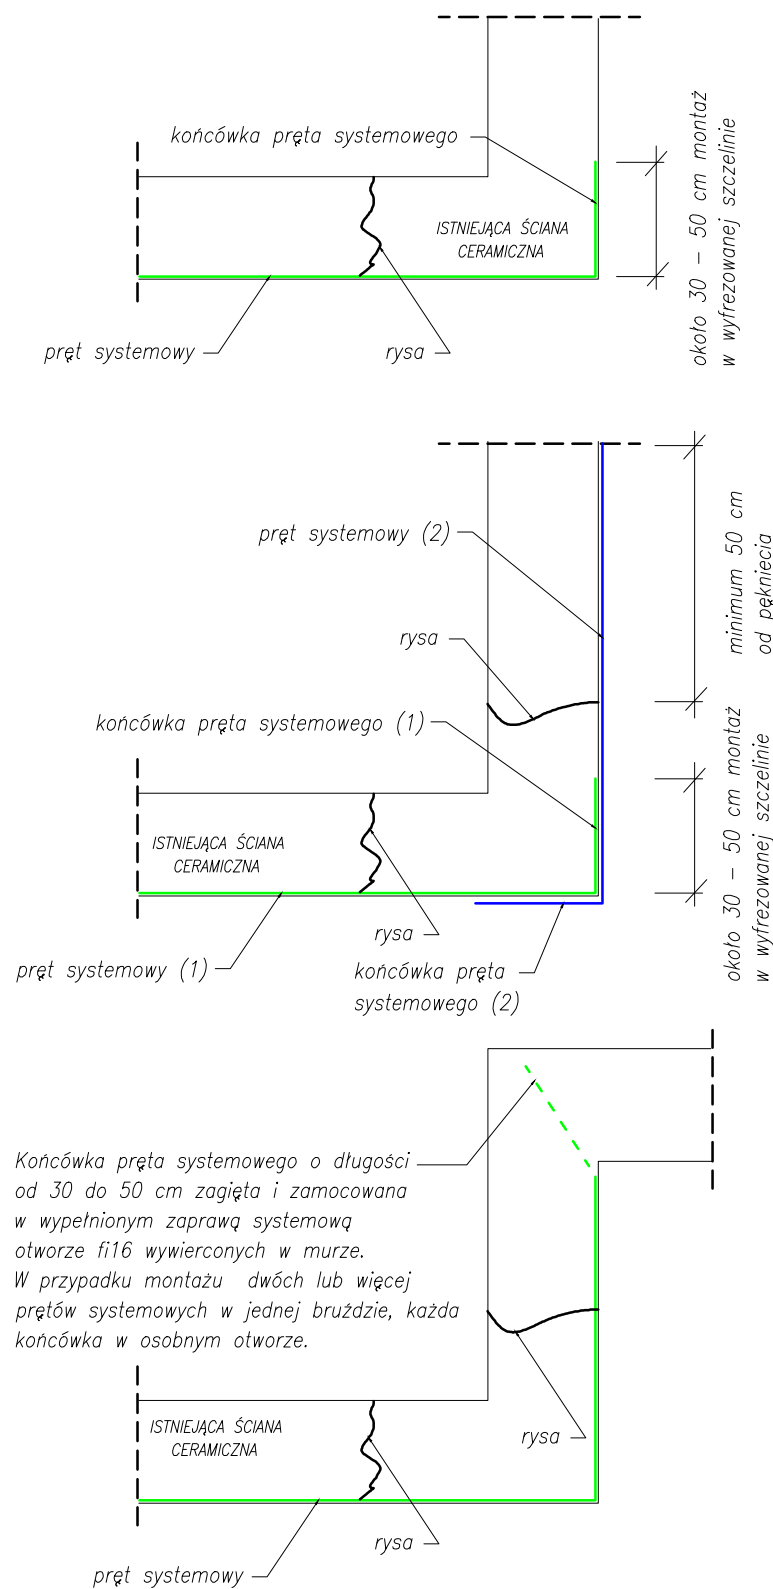 końcówka pręta systemowego
ISTNIEJĄCA ŚCIANA
CERAMICZNA
pręt systemowy
rysa
około 30 - 50 cm montaż
w wyfrezowanej szczelinie
pręt systemowy (2)
rysa
końcówka pręta systemowego (1)
ISTNIEJĄCA ŚCIANA
CERAMICZNA
rysa
pręt systemowy (1)
końcówka pręta
systemowego (2)
minimum 50 cm
od pękniecia
około 30 - 50 cm montaż
w wyfrezowanej szczelinie
Końcówka pręta systemowego o długości
od 30 do 50 cm zagięta i zamocowana
w wypełnionym zaprawą systemową
otworze fi16 wywierconych w murze.
W przypadku montażu dwóch lub więcej
prętów systemowych w jednej bruździe, każda
końcówka w osobnym otworze.
ISTNIEJĄCA ŚCIANA
CERAMICZNA
rysa
rysa
pręt systemowy